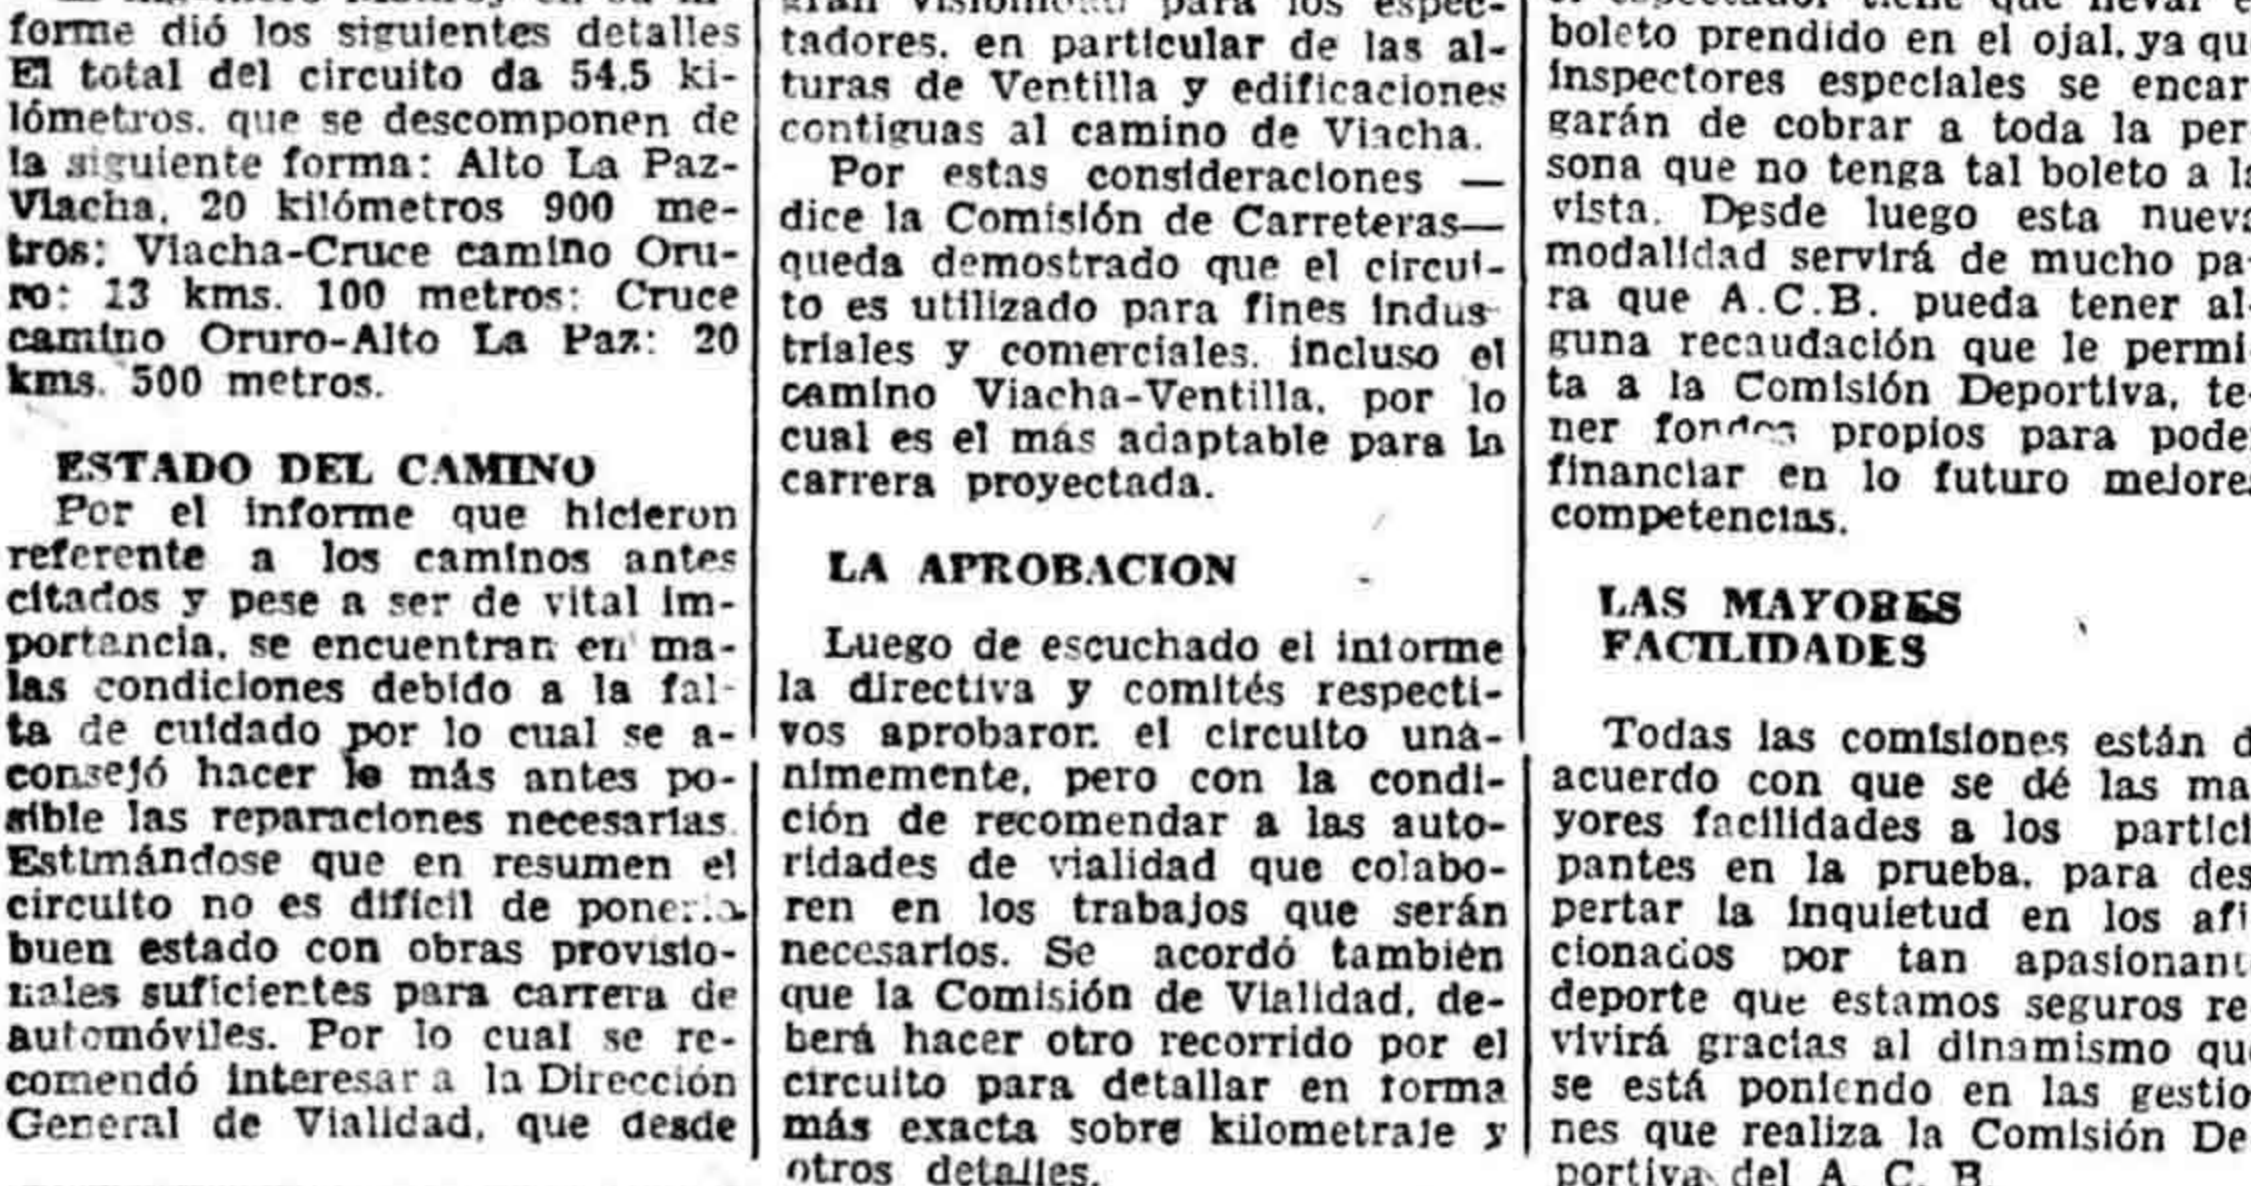 forme dió los siguientes detalles
El total del circuito da 54.5 ki-
lómetros. que se descomponen de
la siguiente forma: Alto La Paz-
Viacha, 20 kilómetros 900 me-
tros; Viacha-Cruce camino Oru-
ro: 13 kms. 100 metros: Cruce
camino Oruro-Alto La Paz: 20
kms. 500 metros.
ESTADO DEL CAMINO
Por el informe que hicieron
referente a los caminos antes
citados y pese a ser de vital im-
portancia, se encuentran en ma-
las condiciones debido a la fal-
ta de cuidado por lo cual se a-
consejó hacer lo más antes po-
sible las reparaciones necesarias.
Estimándose que en resumen el
circuito no es difícil de ponerlo
buen estado con obras provisio-
nales suficientes para carrera de
automóviles. Por lo cual se re-
comendó interesar a la Dirección
General de Vialidad, que desde
para los espec-
tadores. en particular de las al-
turas de Ventilla y edificaciones
contiguas al camino de Viacha.
Por estas consideraciones —
dice la Comisión de Carreteras—
queda demostrado que el circui-
to es utilizado para fines indus-
triales y comerciales. incluso el
camino Viacha-Ventilla, por lo
cual es el más adaptable para la
carrera proyectada.
LA APROBACION
Luego de escuchado el informe
la directiva y comités respecti-
vos aprobaron el circuito uná-
nimemente, pero con la condi-
ción de recomendar a las auto-
ridades de vialidad que colabo-
ren en los trabajos que serán
necesarios. Se acordó también
que la Comisión de Vialidad, de-
berá hacer otro recorrido por el
circuito para detallar en forma
más exacta sobre kilometraje y
otros detalles.
boleto prendido en el ojal, ya qu
inspectores especiales se encar
garán de cobrar a toda la per
sona que no tenga tal boleto a la
vista. Desde luego esta nueva
modalidad servirá de mucho pa-
ra que A.C.B. pueda tener al-
guna recaudación que le permi-
ta a la Comisión Deportiva, te-
ner fondos propios para poder
financiar en lo futuro mejores
competencias.
LAS MAYORES
FACILIDADES
Todas las comisiones están d
acuerdo con que se dé las ma
yores facilidades a los partici
pantes en la prueba, para des
pertar la inquietud en los afi
cionados por tan apasionant
deporte que estamos seguros re
vivirá gracias al dinamismo que
se está poniendo en las gestio
nes que realiza la Comisión De
portiva del A. C. B.